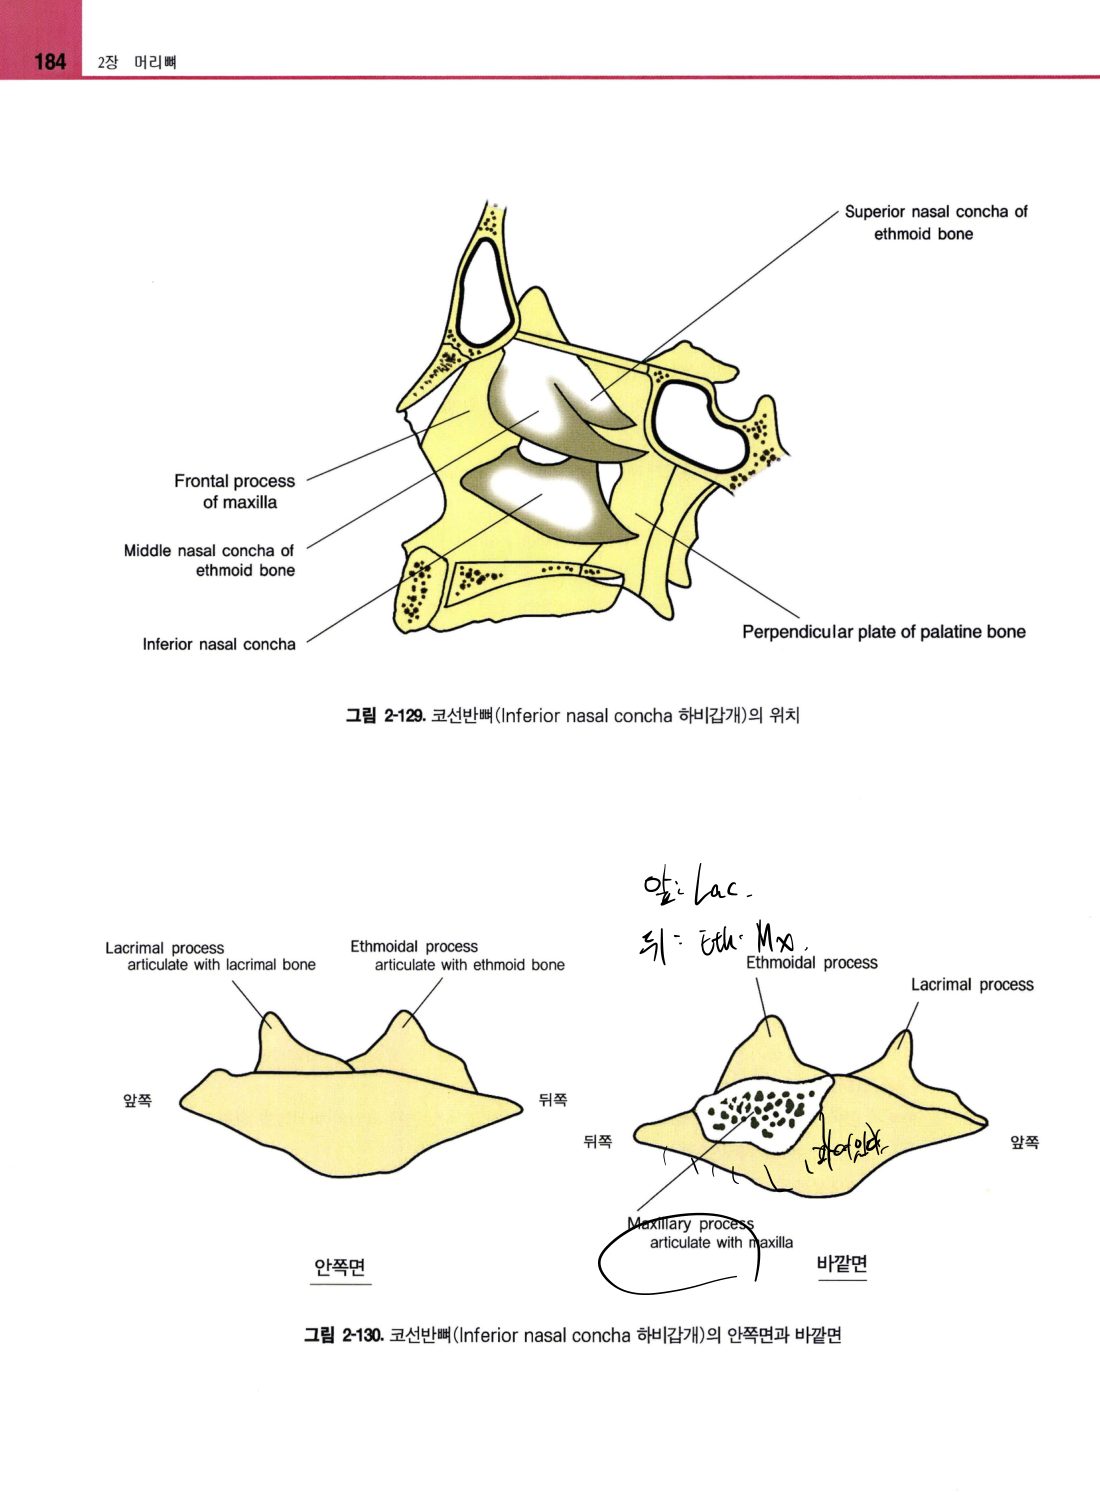 184 2장 머리뼈
Superior nasal concha of
ethmoid bone
Frontal process
of maxilla
Middle nasal concha of
ethmoid bone
Inferior nasal concha
Perpendicular plate of palatine bone
그림 2-129. 코선반뼈(Inferior nasal concha 하비갑개)의 위치
앞: Lac.
뒤: Eth. Mx.
Lacrimal process
articulate with lacrimal bone
Ethmoidal process
articulate with ethmoid bone
Ethmoidal process
Lacrimal process
앞쪽
뒤쪽
뒤쪽
앞쪽
Maxillary process
articulate with maxilla
안쪽면
바깥면
그림 2-130. 코선반뼈(Inferior nasal concha 하비갑개)의 안쪽면과 바깥면